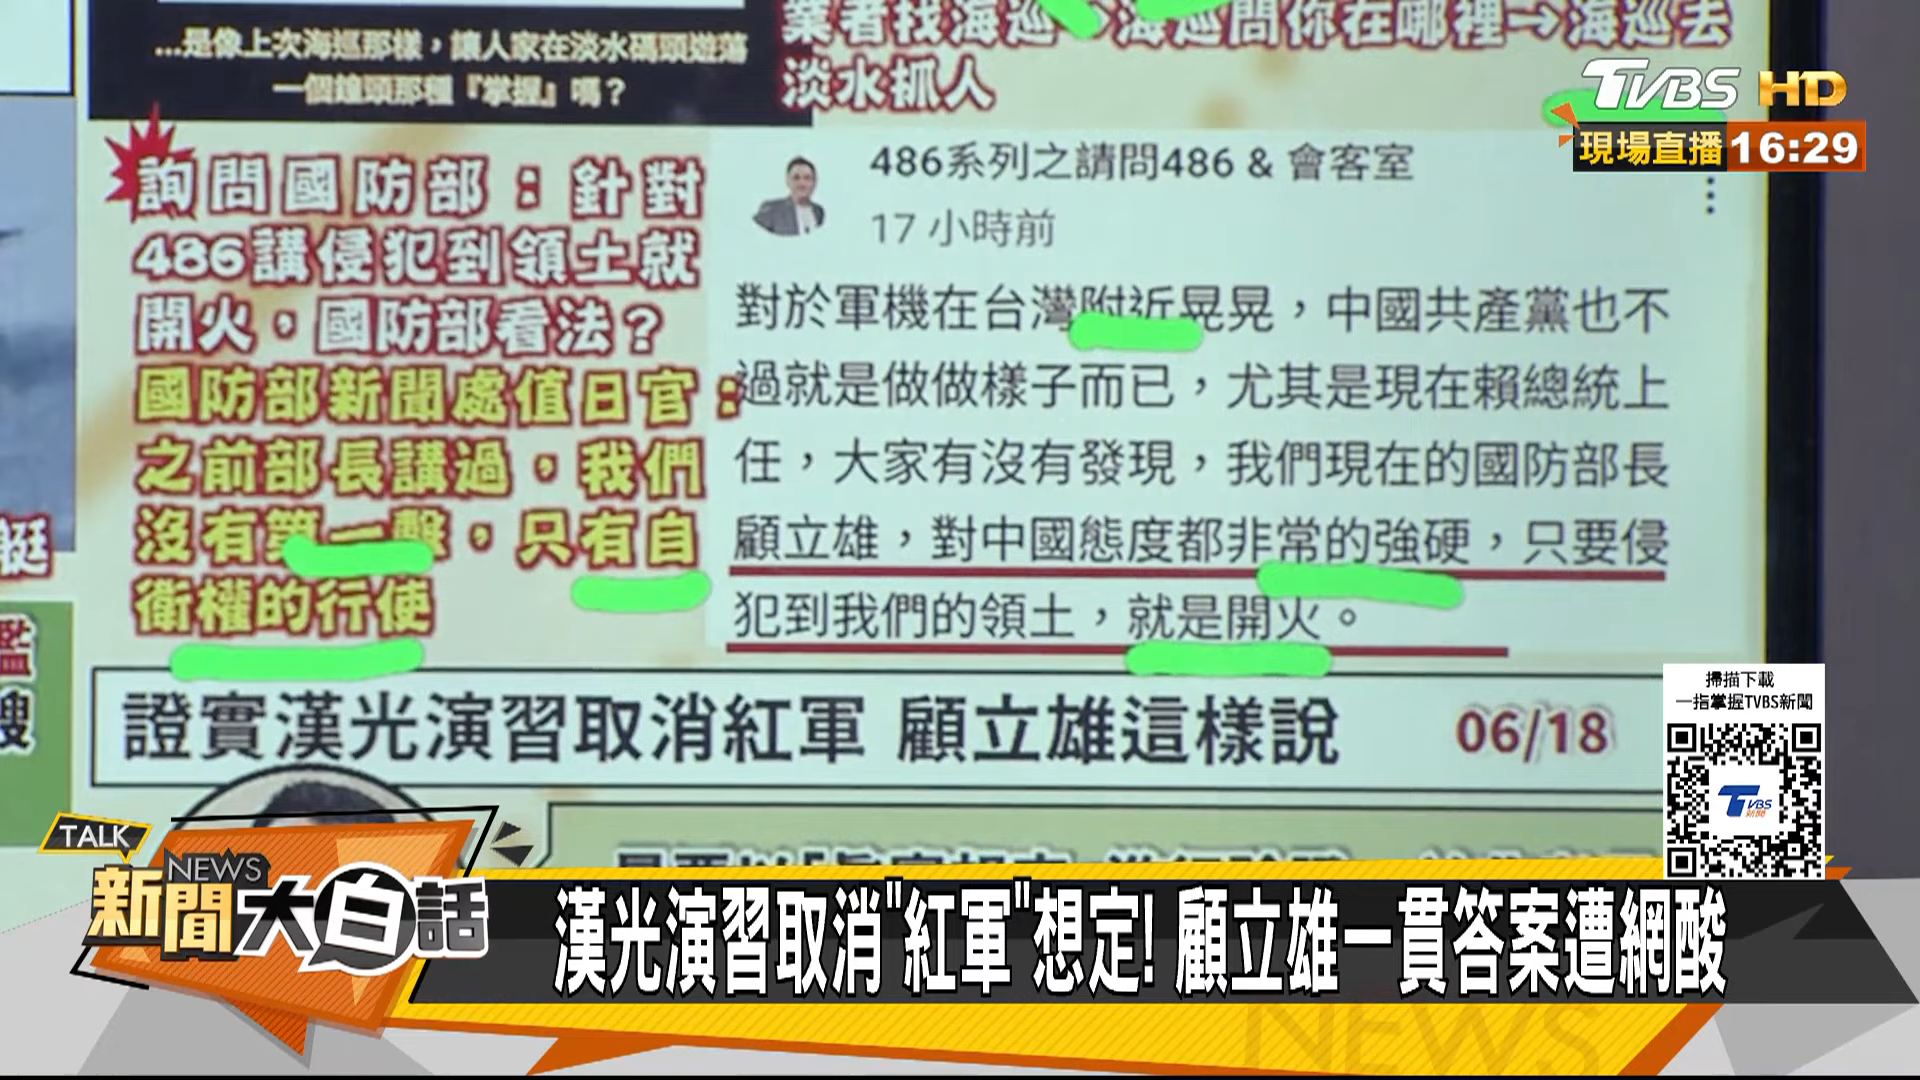 …是像上次海巡那樣，讓人家在淡水碼頭遊蕩
一個鐘頭那種『掌握』嗎？
業者找海巡→海巡問你在哪裡→海巡去
淡水抓人
TVBS HD
現場直播 16:29
詢問國防部：針對
486講侵犯到領土就
開火，國防部看法？
國防部新聞處值日官：
之前部長講過，我們
沒有第一擊，只有自
衛權的行使
486系列之請問486 & 會客室
17 小時前
對於軍機在台灣附近晃晃，中國共產黨也不
過就是做做樣子而已，尤其是現在賴總統上
任，大家有沒有發現，我們現在的國防部長
顧立雄，對中國態度都非常的強硬，只要侵
犯到我們的領土，就是開火。
艇
證實漢光演習取消紅軍 顧立雄這樣說 06/18
掃描下載
一指掌握TVBS新聞
TVBS
新聞
TALK
NEWS
新聞大白話
漢光演習取消"紅軍"想定! 顧立雄一貫答案遭網酸
NEWS